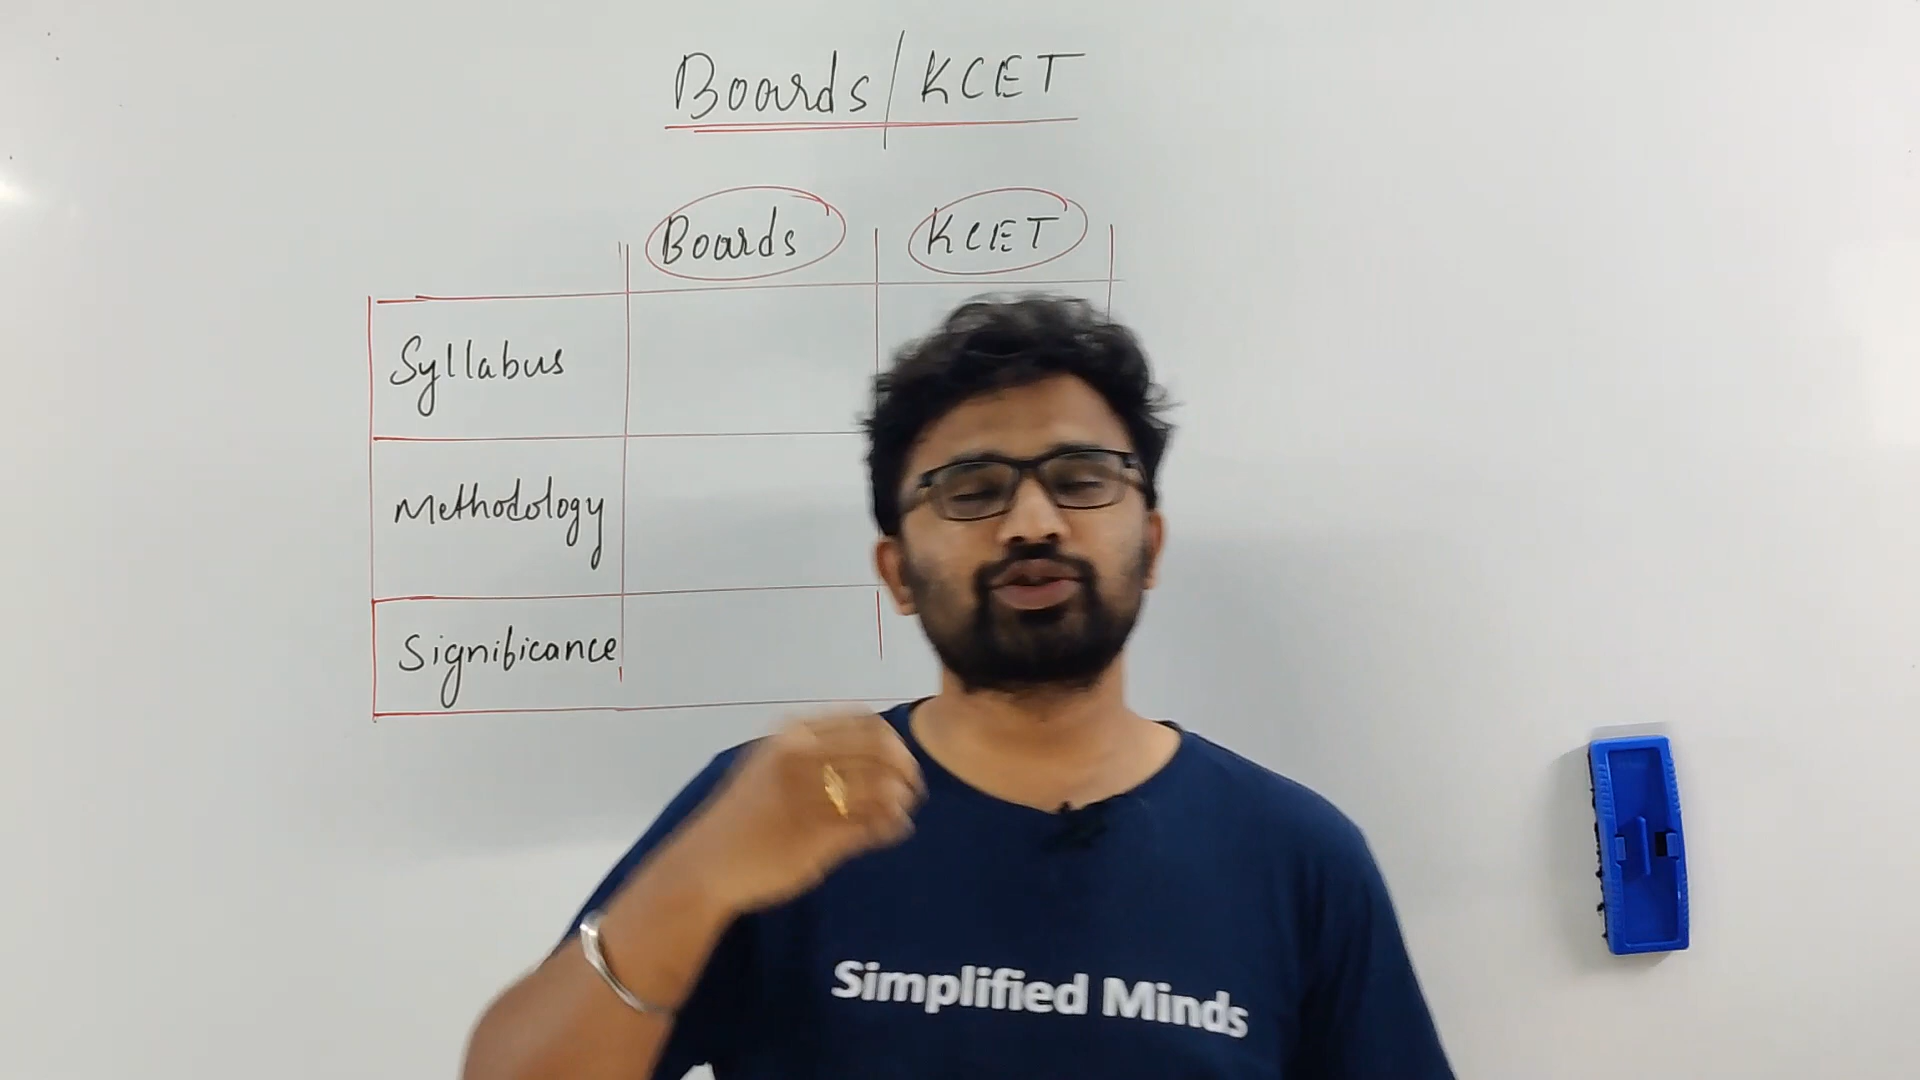 Boards/KCET
Boards KCET
Syllabus
Methodology
Significance
Simplified Minds